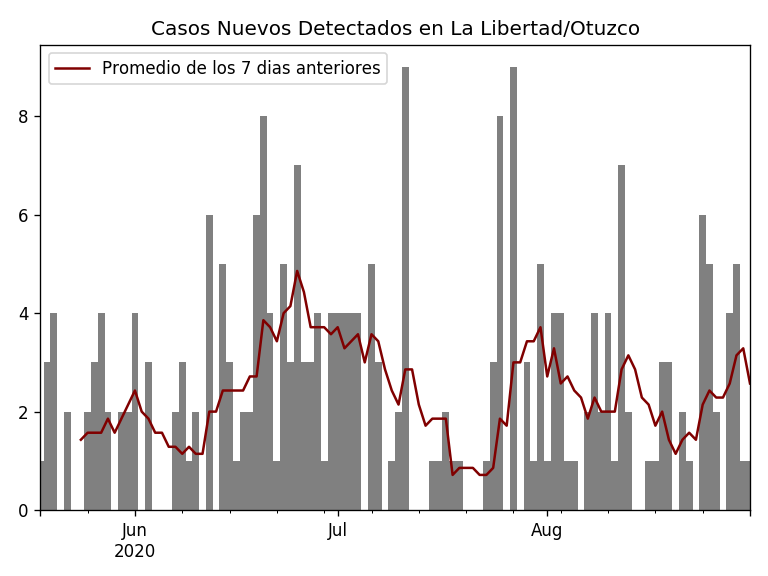 Casos Nuevos Detectados en La Libertad/Otuzco
Promedio de los 7 dias anteriores
8
6
4
2
0
Jun
2020
Jul
Aug